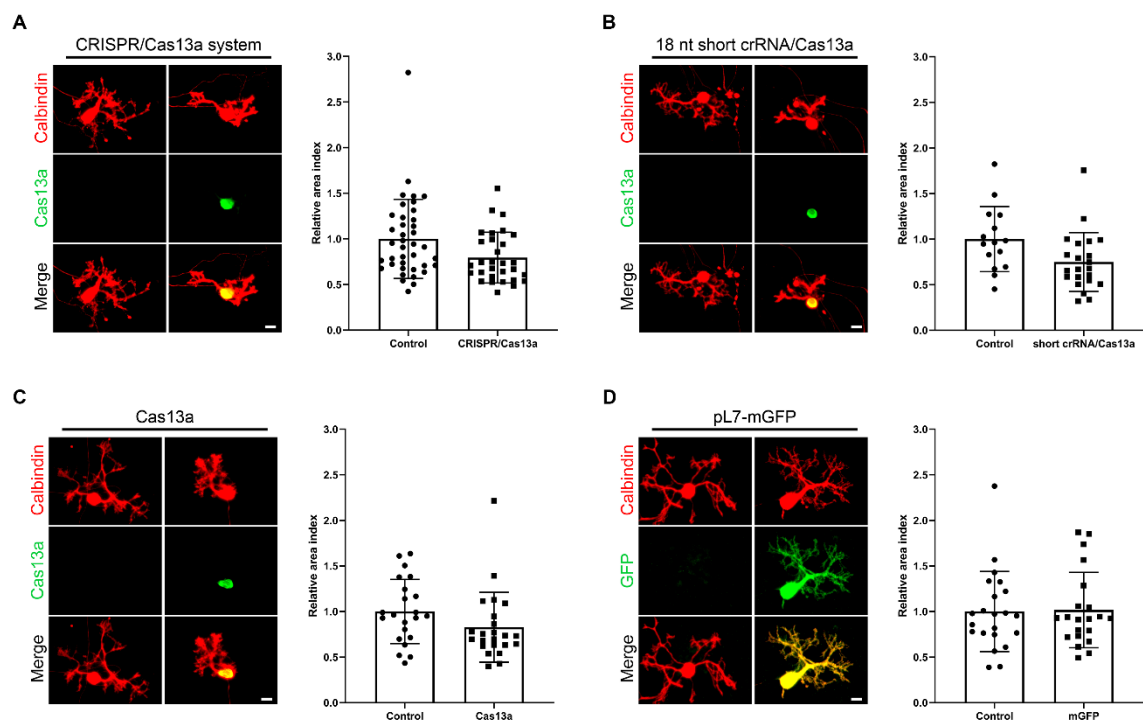 A
CRISPR/Cas13a system
Calbindin
Cas13a
Merge
Relative area index
3.0
2.5
2.0
1.5
1.0
0.5
0.0
Control
CRISPR/Cas13a
B
18 nt short crRNA/Cas13a
Calbindin
Cas13a
Merge
Relative area index
3.0
2.5
2.0
1.5
1.0
0.5
0.0
Control
short crRNA/Cas13a
C
Cas13a
Calbindin
Cas13a
Merge
Relative area index
3.0
2.5
2.0
1.5
1.0
0.5
0.0
Control
Cas13a
D
pL7-mGFP
Calbindin
GFP
Merge
Relative area index
3.0
2.5
2.0
1.5
1.0
0.5
0.0
Control
mGFP